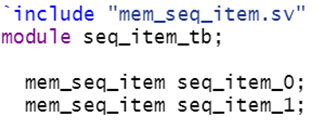 `include "mem_seq_item.sv"
module seq_item_tb;
mem_seq_item seq_item_0;
mem_seq_item seq_item_1;